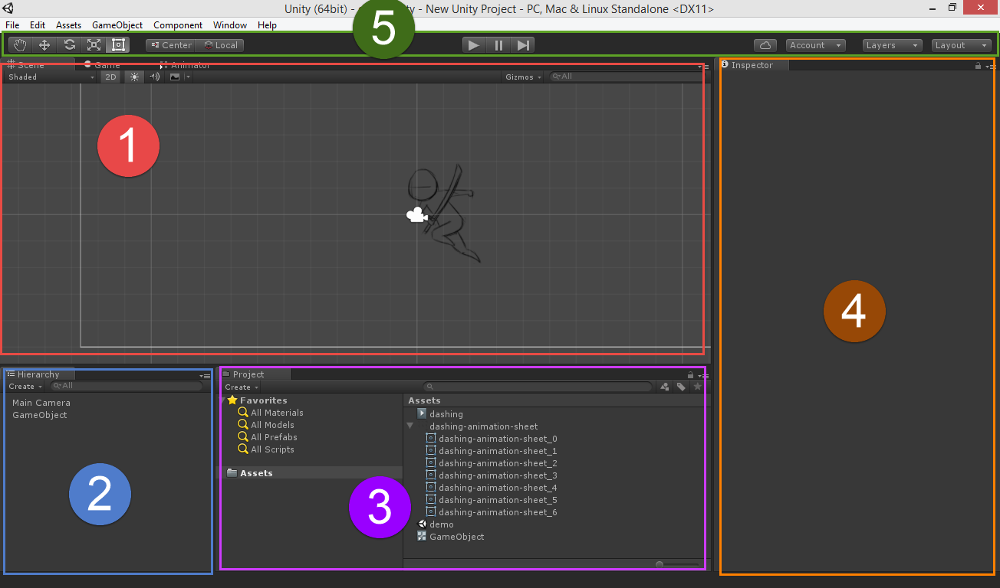 Unity (64bit) - ty - New Unity Project - PC, Mac & Linux Standalone <DX11>
File Edit Assets GameObject Component Window Help
5
Center Local Account Layers Layout
Scene Game Animator
Inspector
Shaded 2D Gizmos All
1
4
Hierarchy
Create All
Main Camera
GameObject
2
Project
Create
Favorites
All Materials
All Models
All Prefabs
All Scripts
Assets
3
Assets
dashing
dashing-animation-sheet
dashing-animation-sheet_0
dashing-animation-sheet_1
dashing-animation-sheet_2
dashing-animation-sheet_3
dashing-animation-sheet_4
dashing-animation-sheet_5
dashing-animation-sheet_6
demo
GameObject